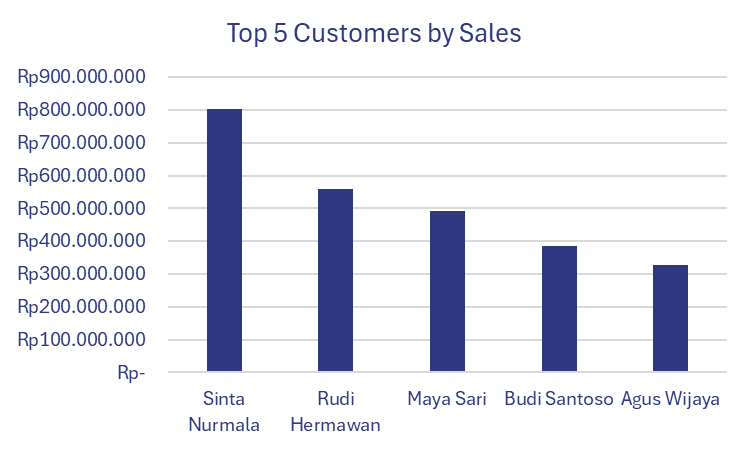 Top 5 Customers by Sales
Rp900.000.000
Rp800.000.000
Rp700.000.000
Rp600.000.000
Rp500.000.000
Rp400.000.000
Rp300.000.000
Rp200.000.000
Rp100.000.000
Rp-
Sinta
Nurmala
Rudi
Hermawan
Maya Sari
Budi Santoso
Agus Wijaya